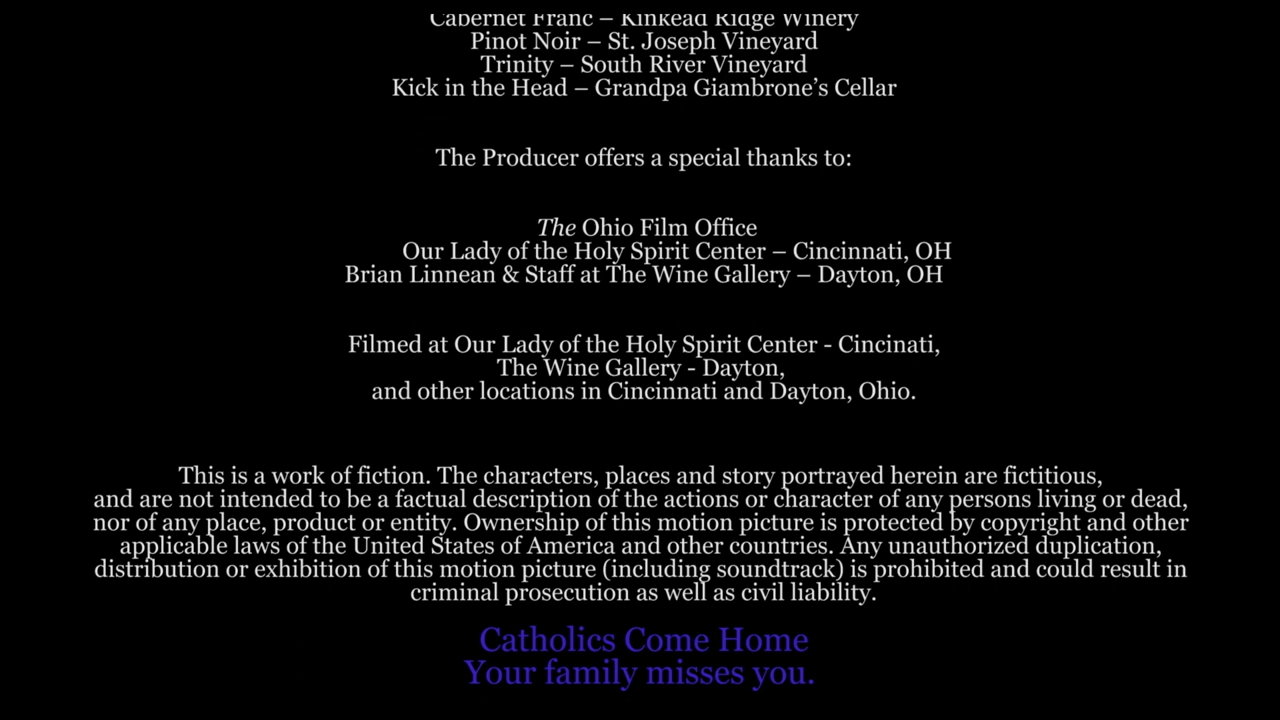 Cabernet Franc – Kinkead Ridge Winery
Pinot Noir – St. Joseph Vineyard
Trinity – South River Vineyard
Kick in the Head – Grandpa Giambrone’s Cellar
The Producer offers a special thanks to:
The Ohio Film Office
Our Lady of the Holy Spirit Center – Cincinnati, OH
Brian Linnean & Staff at The Wine Gallery – Dayton, OH
Filmed at Our Lady of the Holy Spirit Center - Cincinati,
The Wine Gallery - Dayton,
and other locations in Cincinnati and Dayton, Ohio.
This is a work of fiction. The characters, places and story portrayed herein are fictitious,
and are not intended to be a factual description of the actions or character of any persons living or dead,
nor of any place, product or entity. Ownership of this motion picture is protected by copyright and other
applicable laws of the United States of America and other countries. Any unauthorized duplication,
distribution or exhibition of this motion picture (including soundtrack) is prohibited and could result in
criminal prosecution as well as civil liability.
Catholics Come Home
Your family misses you.